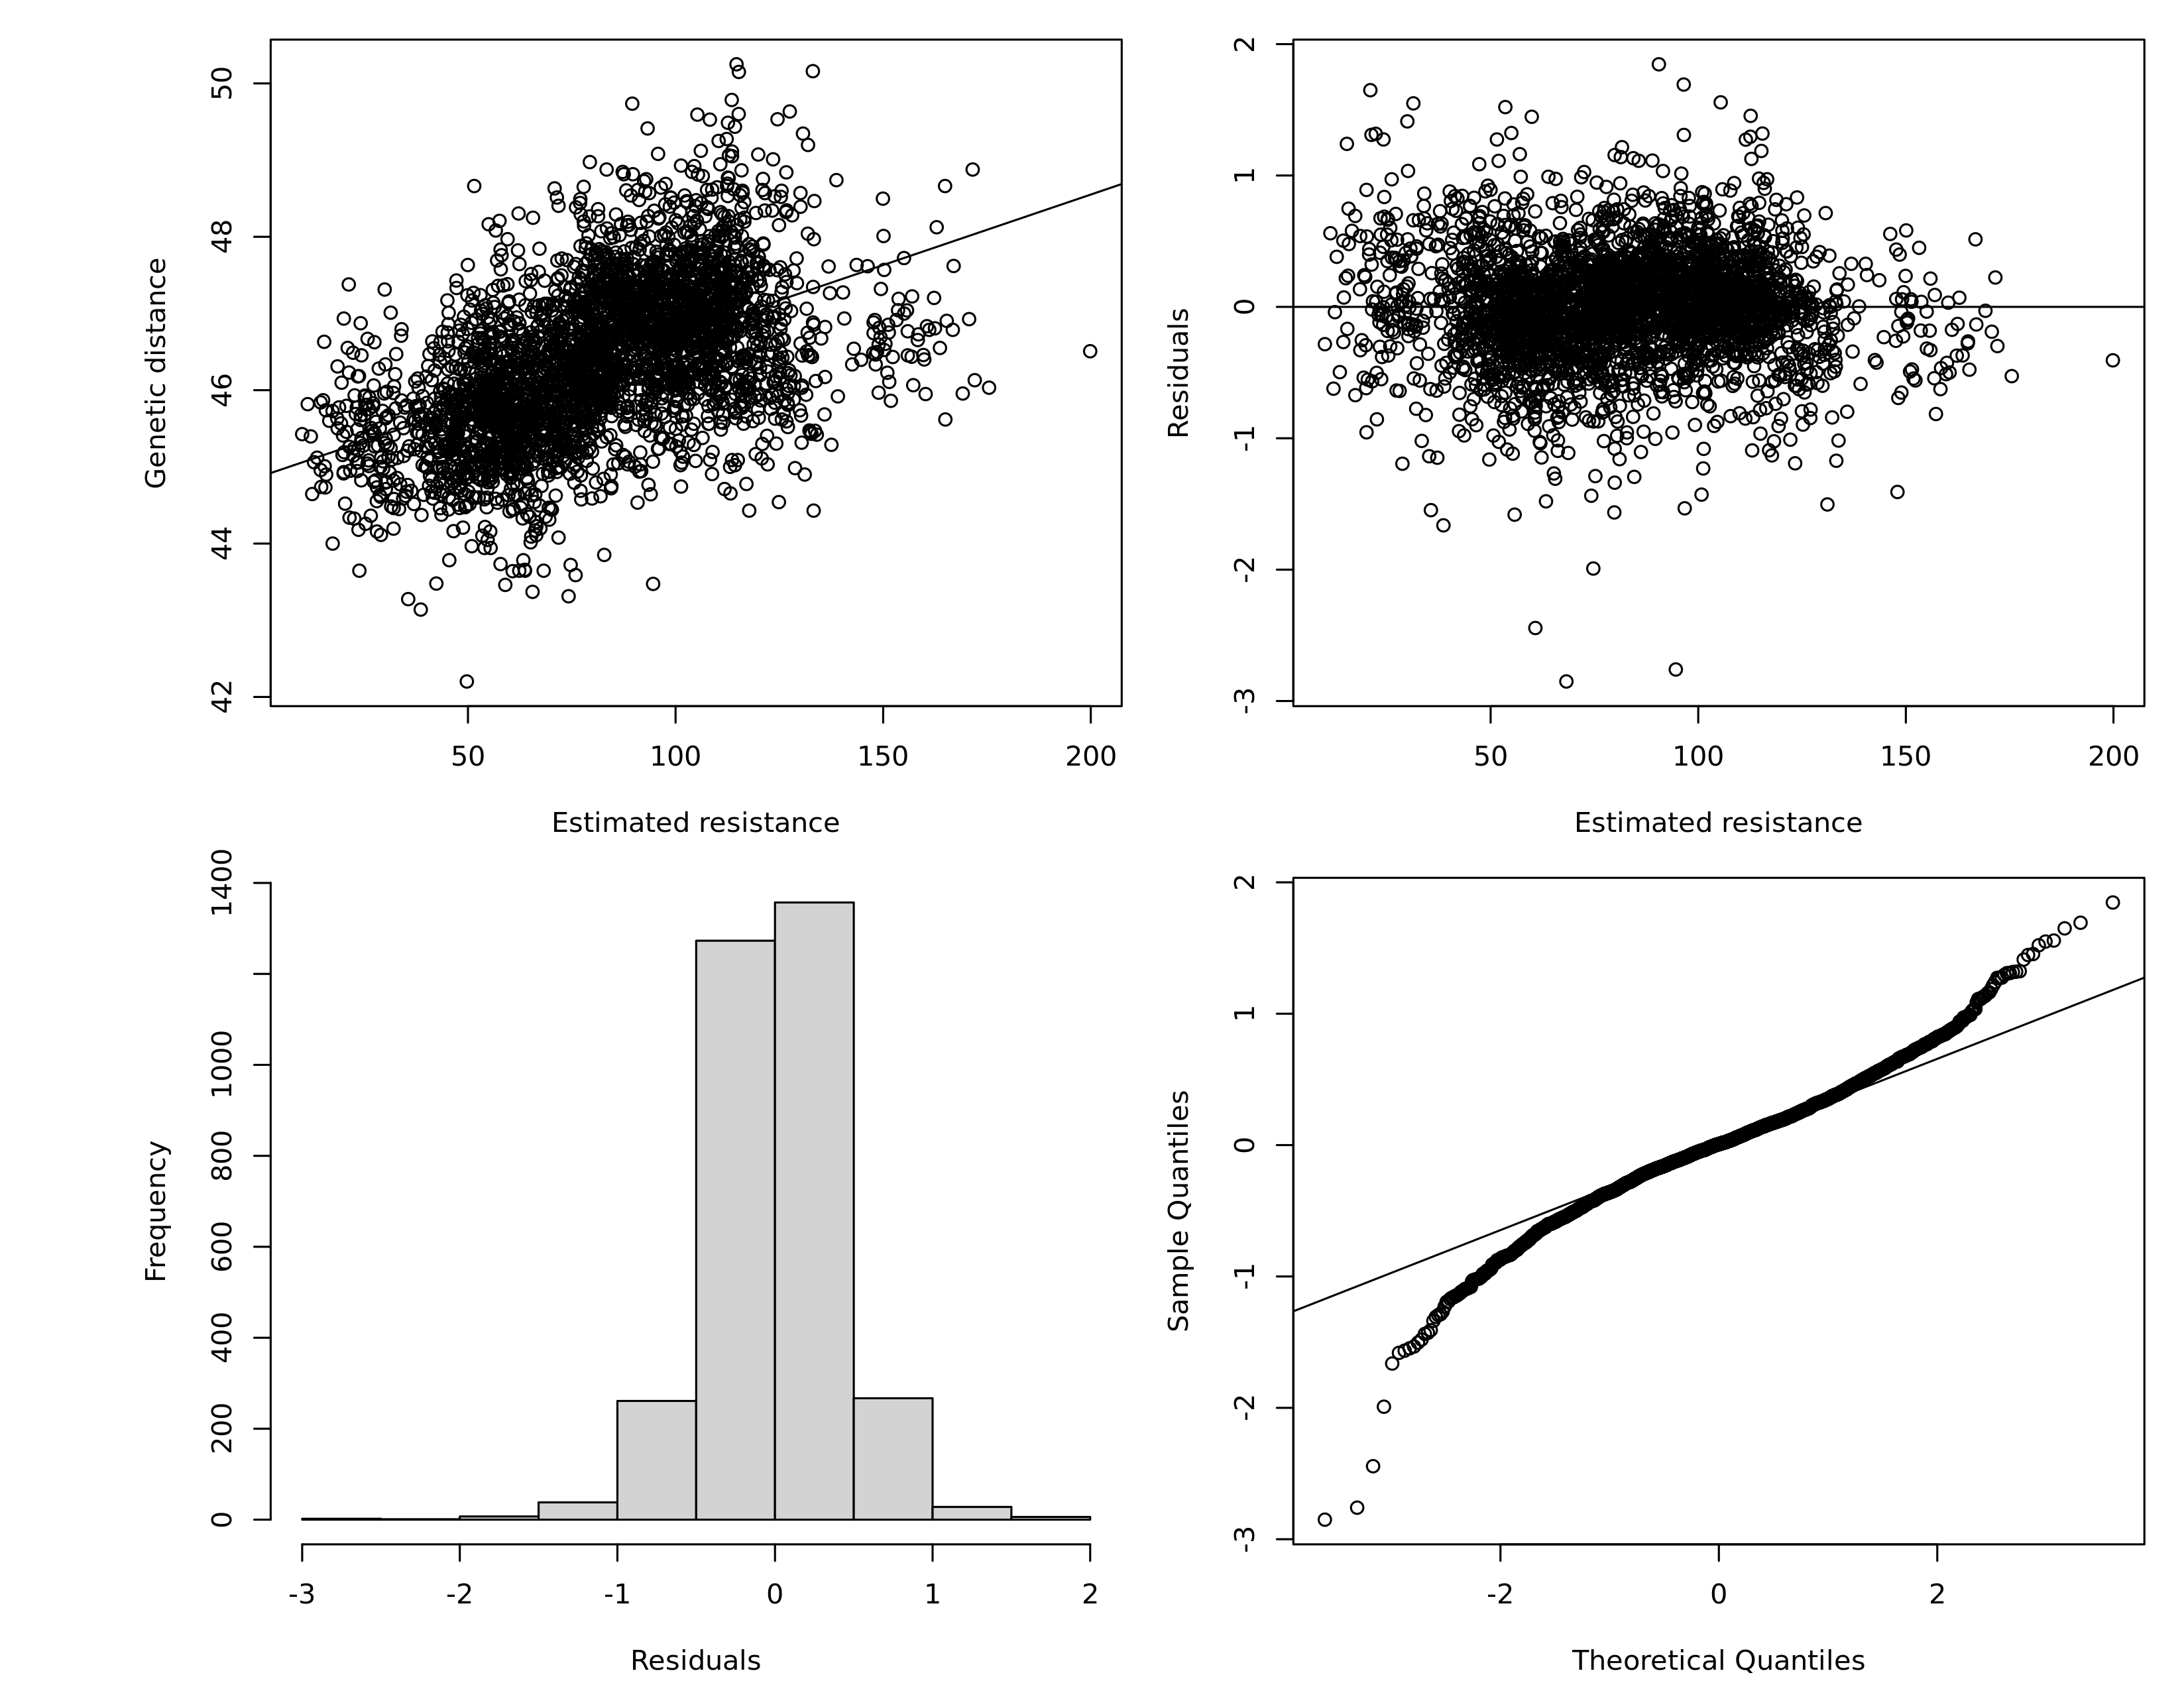 50
48
46
44
42
Genetic distance
50 100 150 200
Estimated resistance
2
1
0
-1
-2
-3
Residuals
50 100 150 200
Estimated resistance
1400
1000
800
600
400
200
0
Frequency
-3 -2 -1 0 1 2
Residuals
2
1
0
-1
-2
-3
Sample Quantiles
-2 0 2
Theoretical Quantiles